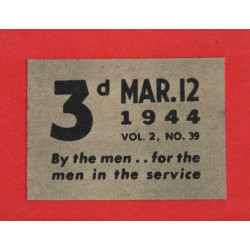 3d MAR.12
1944
VOL. 2, NO. 39
By the men . . for the
men in the service